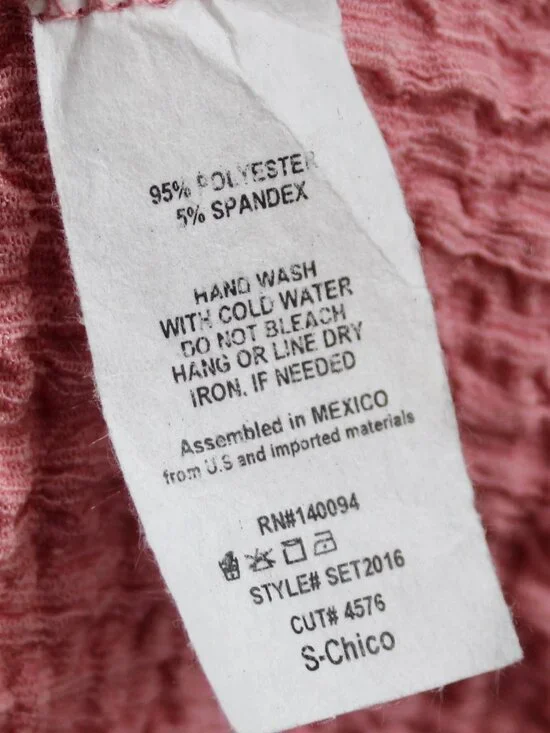 95% POLYESTER
5% SPANDEX
HAND WASH
WITH COLD WATER
DO NOT BLEACH
HANG OR LINE DRY
IRON. IF NEEDED
Assembled in MEXICO
from U.S and imported materials
RN#140094
STYLE# SET2016
CUT# 4576
S-Chico